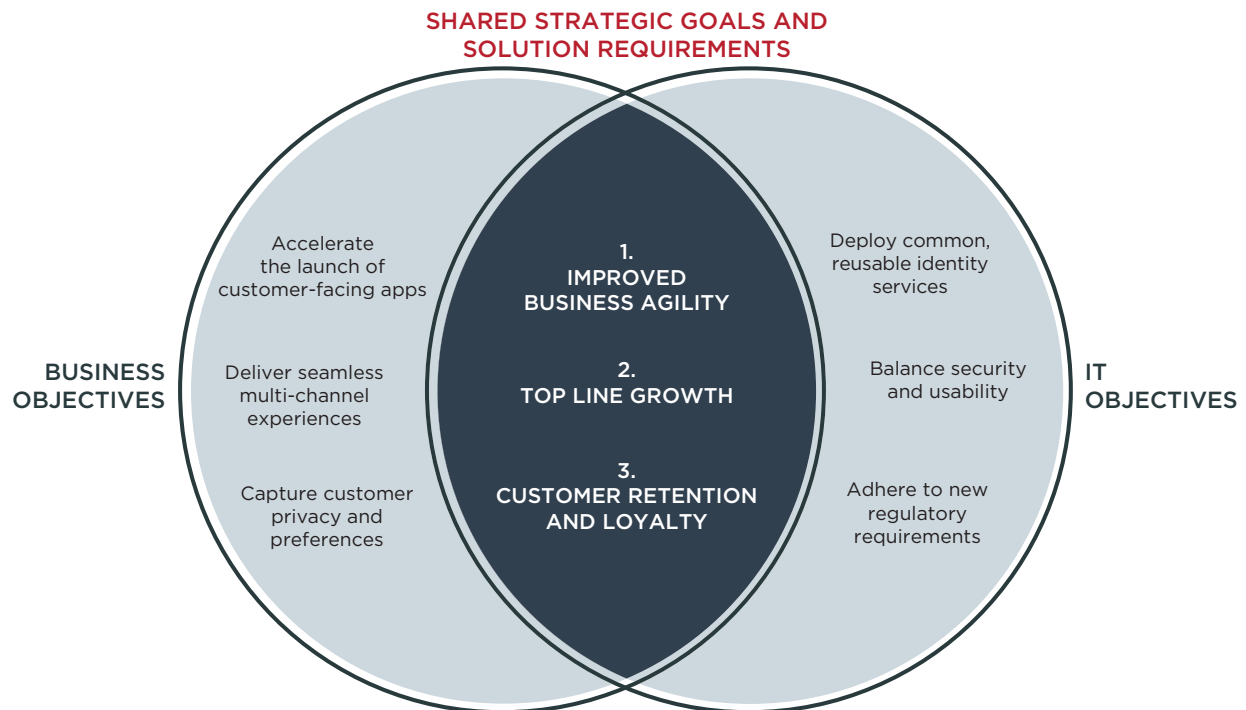 SHARED STRATEGIC GOALS AND
SOLUTION REQUIREMENTS
BUSINESS
OBJECTIVES
Accelerate
the launch of
customer-facing apps
Deliver seamless
multi-channel
experiences
Capture customer
privacy and
preferences
1.
IMPROVED
BUSINESS AGILITY
2.
TOP LINE GROWTH
3.
CUSTOMER RETENTION
AND LOYALTY
Deploy common,
reusable identity
services
Balance security
and usability
Adhere to new
regulatory
requirements
IT
OBJECTIVES